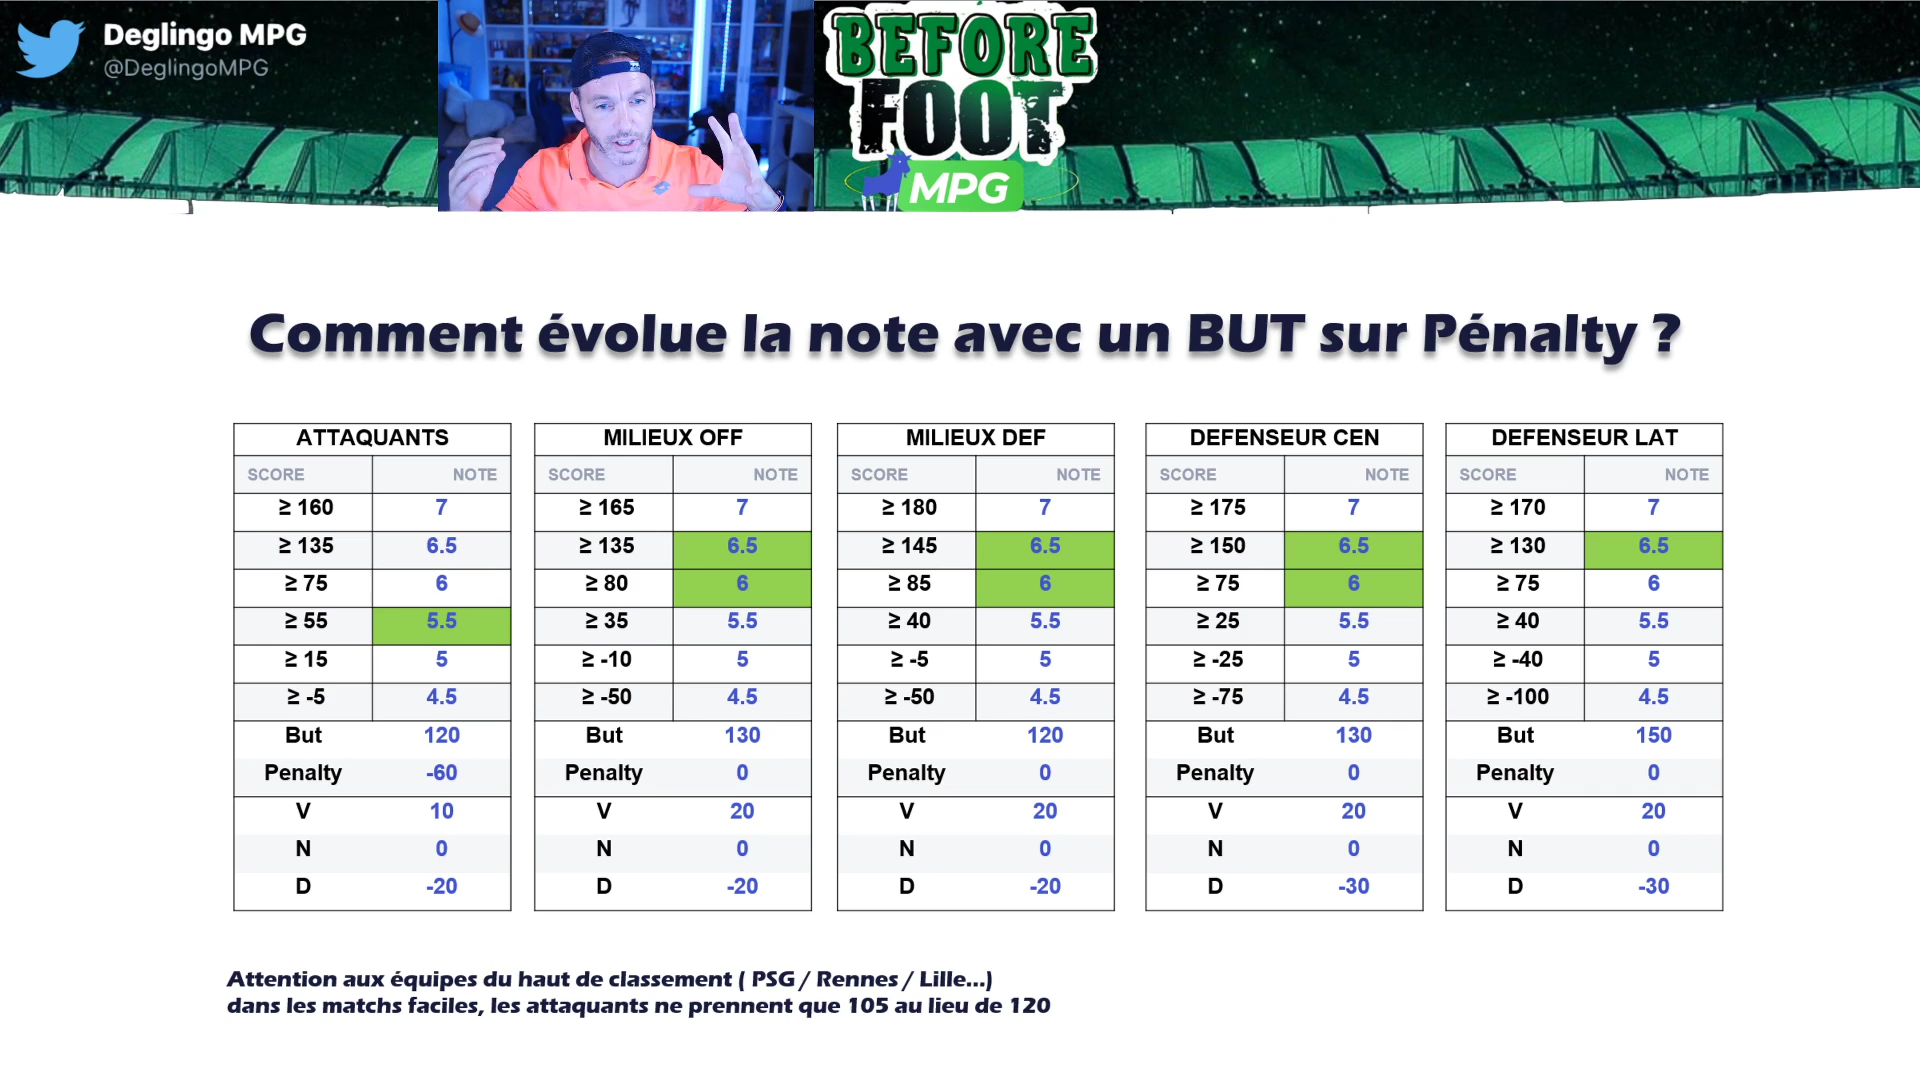 Deglingo MPG
@DeglingoMPG
BEFORE
FOOT
MPG
Comment évolue la note avec un BUT sur Pénalty ?
ATTAQUANTS
SCORE NOTE
≥ 160 7
≥ 135 6.5
≥ 75 6
≥ 55 5.5
≥ 15 5
≥ -5 4.5
But 120
Penalty -60
V 10
N 0
D -20
MILIEUX OFF
SCORE NOTE
≥ 165 7
≥ 135 6.5
≥ 80 6
≥ 35 5.5
≥ -10 5
≥ -50 4.5
But 130
Penalty 0
V 20
N 0
D -20
MILIEUX DEF
SCORE NOTE
≥ 180 7
≥ 145 6.5
≥ 85 6
≥ 40 5.5
≥ -5 5
≥ -50 4.5
But 120
Penalty 0
V 20
N 0
D -20
DEFENSEUR CEN
SCORE NOTE
≥ 175 7
≥ 150 6.5
≥ 75 6
≥ 25 5.5
≥ -25 5
≥ -75 4.5
But 130
Penalty 0
V 20
N 0
D -30
DEFENSEUR LAT
SCORE NOTE
≥ 170 7
≥ 130 6.5
≥ 75 6
≥ 40 5.5
≥ -40 5
≥ -100 4.5
But 150
Penalty 0
V 20
N 0
D -30
Attention aux équipes du haut de classement ( PSG / Rennes / Lille...)
dans les matchs faciles, les attaquants ne prennent que 105 au lieu de 120